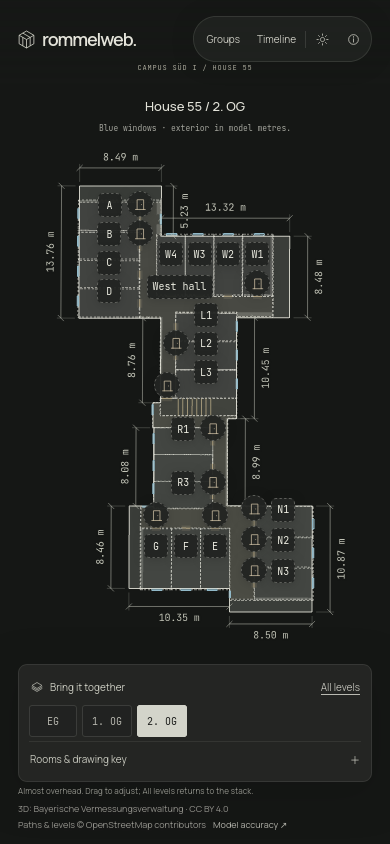 rommelweb.
Groups Timeline
CAMPUS SÜD I / HOUSE 55
House 55 / 2. OG
Blue windows · exterior in model metres.
8.49 m
5.23 m
13.32 m
13.76 m
A
B
C
D
W4 W3 W2 W1
8.48 m
West hall
L1
L2
L3
8.76 m
10.45 m
R1
R3
8.08 m
8.99 m
N1
N2
N3
G F E
8.46 m
10.87 m
10.35 m
8.50 m
Bring it together All levels
EG 1. OG 2. OG
Rooms & drawing key +
Almost overhead. Drag to adjust; All levels returns to the stack.
3D: Bayerische Vermessungsverwaltung · CC BY 4.0
Paths & levels © OpenStreetMap contributors Model accuracy ↗